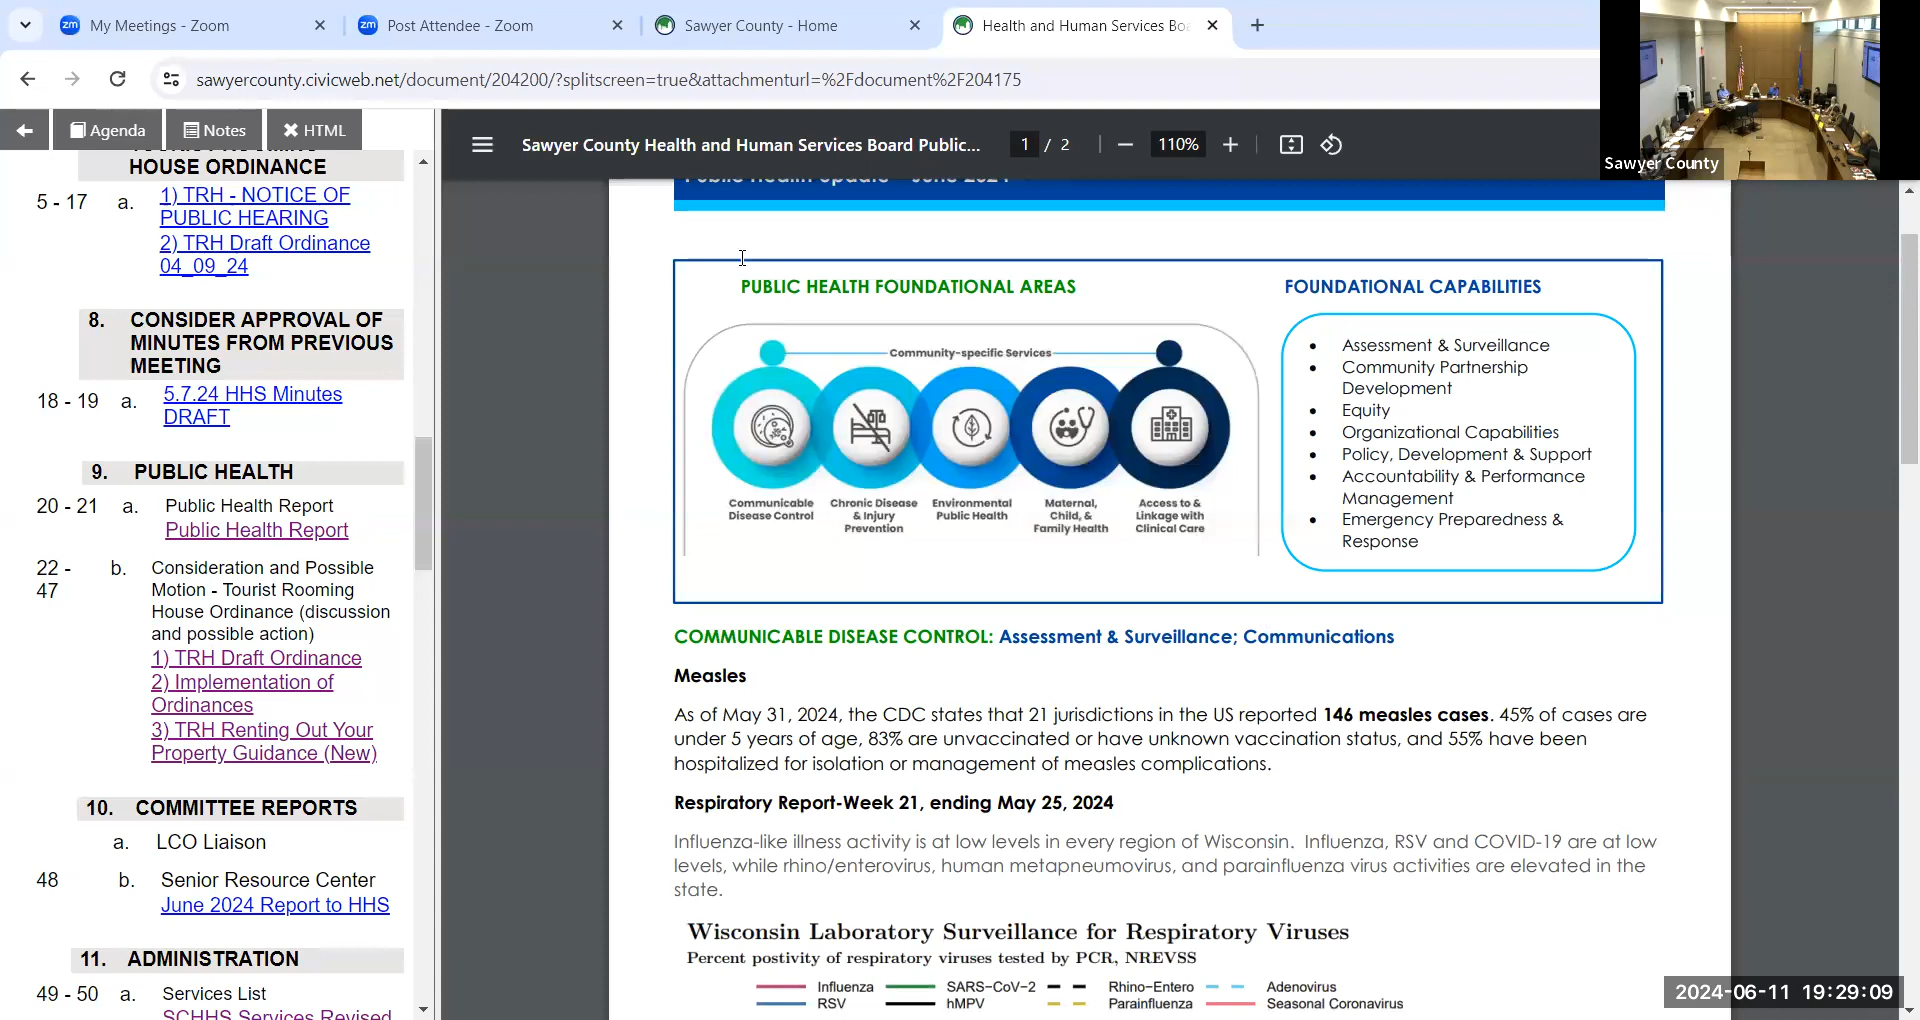 My Meetings - Zoom
Post Attendee - Zoom
Sawyer County - Home
Health and Human Services Boa
sawyercounty.civicweb.net/document/204200/?splitscreen=true&attachmenturl=%2Fdocument%2F204175
Agenda
Notes
HTML
Sawyer County Health and Human Services Board Public...
1 / 2
110%
Sawyer County
HOUSE ORDINANCE
5 - 17 a. 1) TRH - NOTICE OF
PUBLIC HEARING
2) TRH Draft Ordinance
04_09_24
8. CONSIDER APPROVAL OF
MINUTES FROM PREVIOUS
MEETING
18 - 19 a. 5.7.24 HHS Minutes
DRAFT
9. PUBLIC HEALTH
20 - 21 a. Public Health Report
Public Health Report
22 - b. Consideration and Possible
47 Motion - Tourist Rooming
House Ordinance (discussion
and possible action)
1) TRH Draft Ordinance
2) Implementation of
Ordinances
3) TRH Renting Out Your
Property Guidance (New)
10. COMMITTEE REPORTS
a. LCO Liaison
48 b. Senior Resource Center
June 2024 Report to HHS
11. ADMINISTRATION
49 - 50 a. Services List
SCHHS Services Revised
Public Health Update - June 2024
PUBLIC HEALTH FOUNDATIONAL AREAS
Community-specific Services
Communicable
Disease Control
Chronic Disease
& Injury
Prevention
Environmental
Public Health
Maternal,
Child, &
Family Health
Access to &
Linkage with
Clinical Care
FOUNDATIONAL CAPABILITIES
• Assessment & Surveillance
• Community Partnership
Development
• Equity
• Organizational Capabilities
• Policy, Development & Support
• Accountability & Performance
Management
• Emergency Preparedness &
Response
COMMUNICABLE DISEASE CONTROL: Assessment & Surveillance; Communications
Measles
As of May 31, 2024, the CDC states that 21 jurisdictions in the US reported 146 measles cases. 45% of cases are
under 5 years of age, 83% are unvaccinated or have unknown vaccination status, and 55% have been
hospitalized for isolation or management of measles complications.
Respiratory Report-Week 21, ending May 25, 2024
Influenza-like illness activity is at low levels in every region of Wisconsin. Influenza, RSV and COVID-19 are at low
levels, while rhino/enterovirus, human metapneumovirus, and parainfluenza virus activities are elevated in the
state.
Wisconsin Laboratory Surveillance for Respiratory Viruses
Percent postivity of respiratory viruses tested by PCR, NREVSS
Influenza SARS-CoV-2 Rhino-Entero Adenovirus
RSV hMPV Parainfluenza Seasonal Coronavirus
2024-06-11 19:29:09